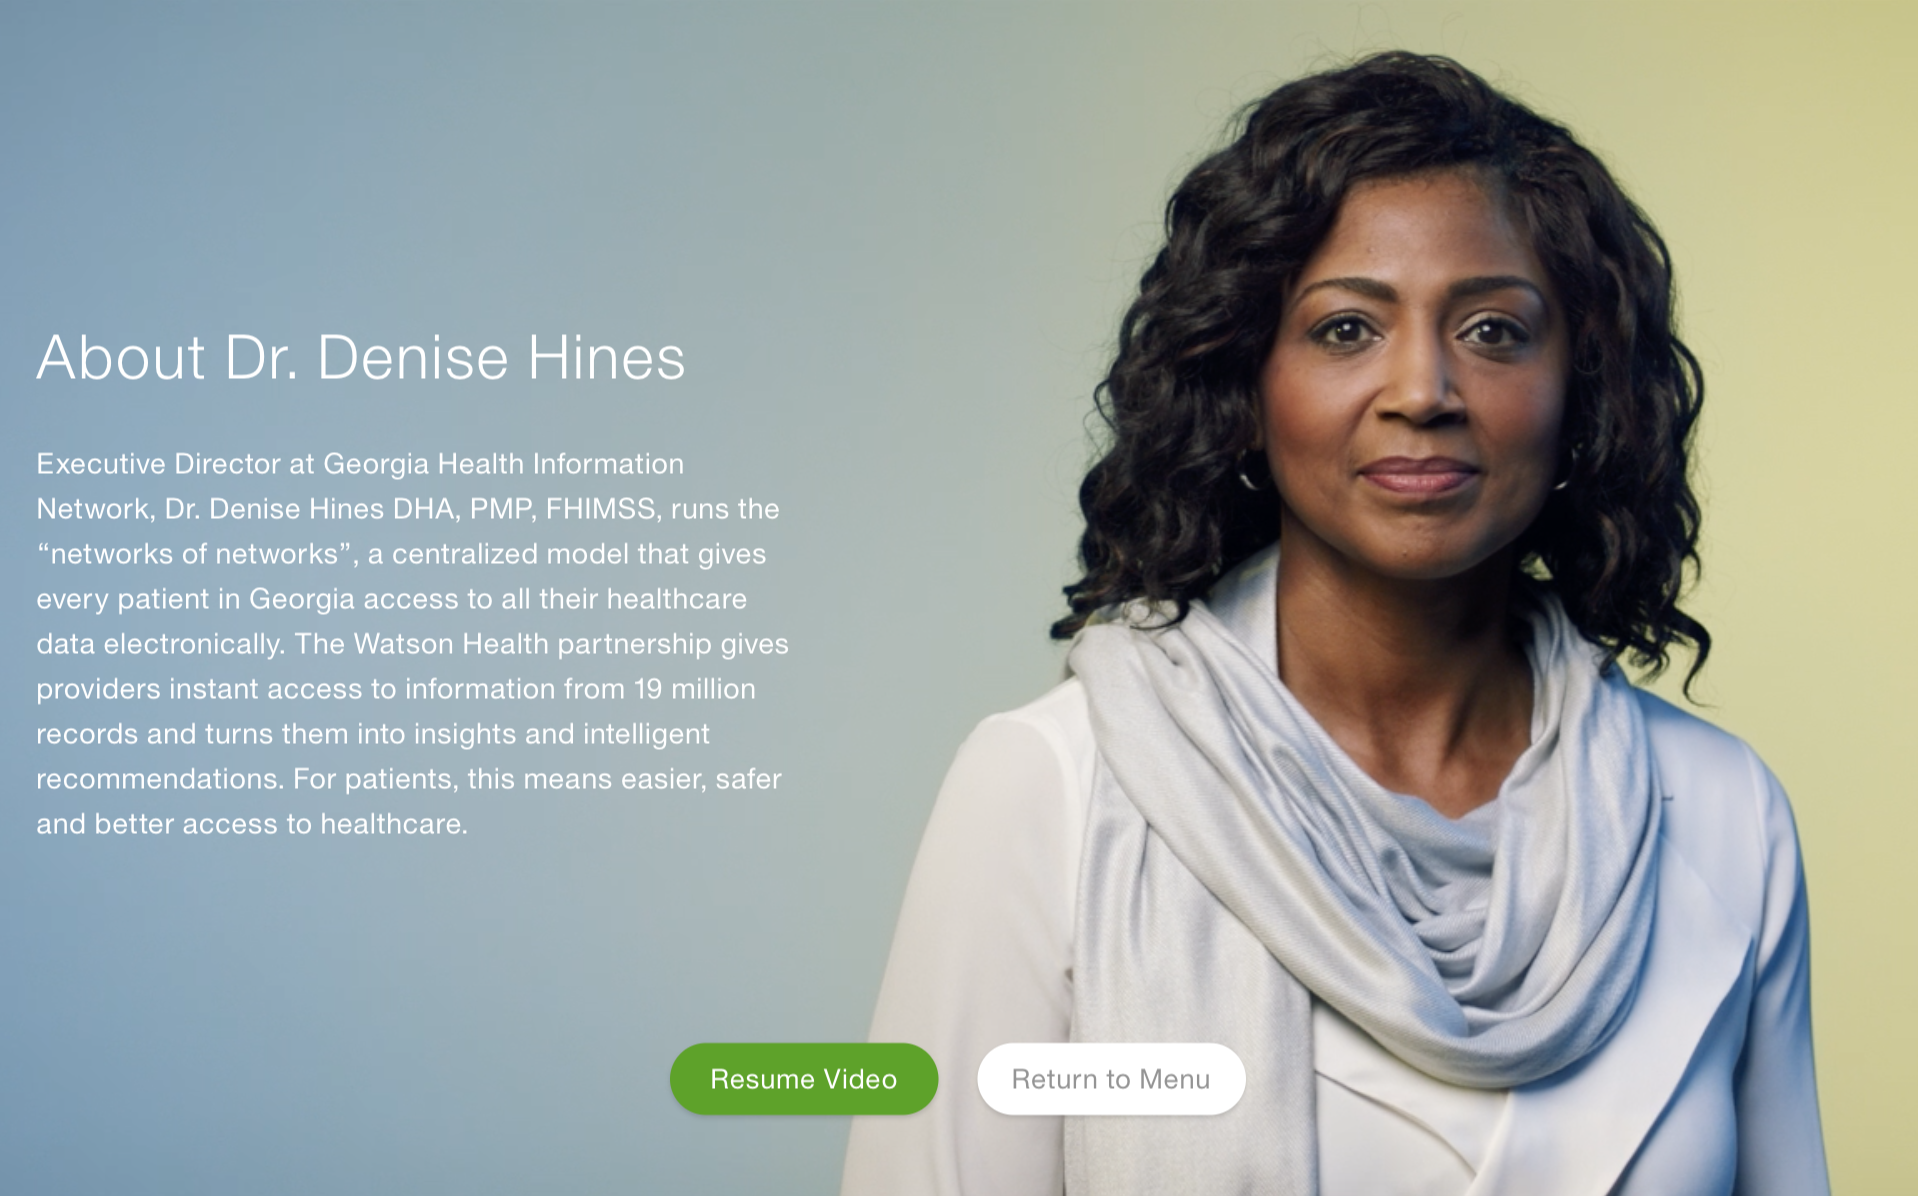 About Dr. Denise Hines
Executive Director at Georgia Health Information
Network, Dr. Denise Hines DHA, PMP, FHIMSS, runs the
“networks of networks”, a centralized model that gives
every patient in Georgia access to all their healthcare
data electronically. The Watson Health partnership gives
providers instant access to information from 19 million
records and turns them into insights and intelligent
recommendations. For patients, this means easier, safer
and better access to healthcare.
Resume Video
Return to Menu